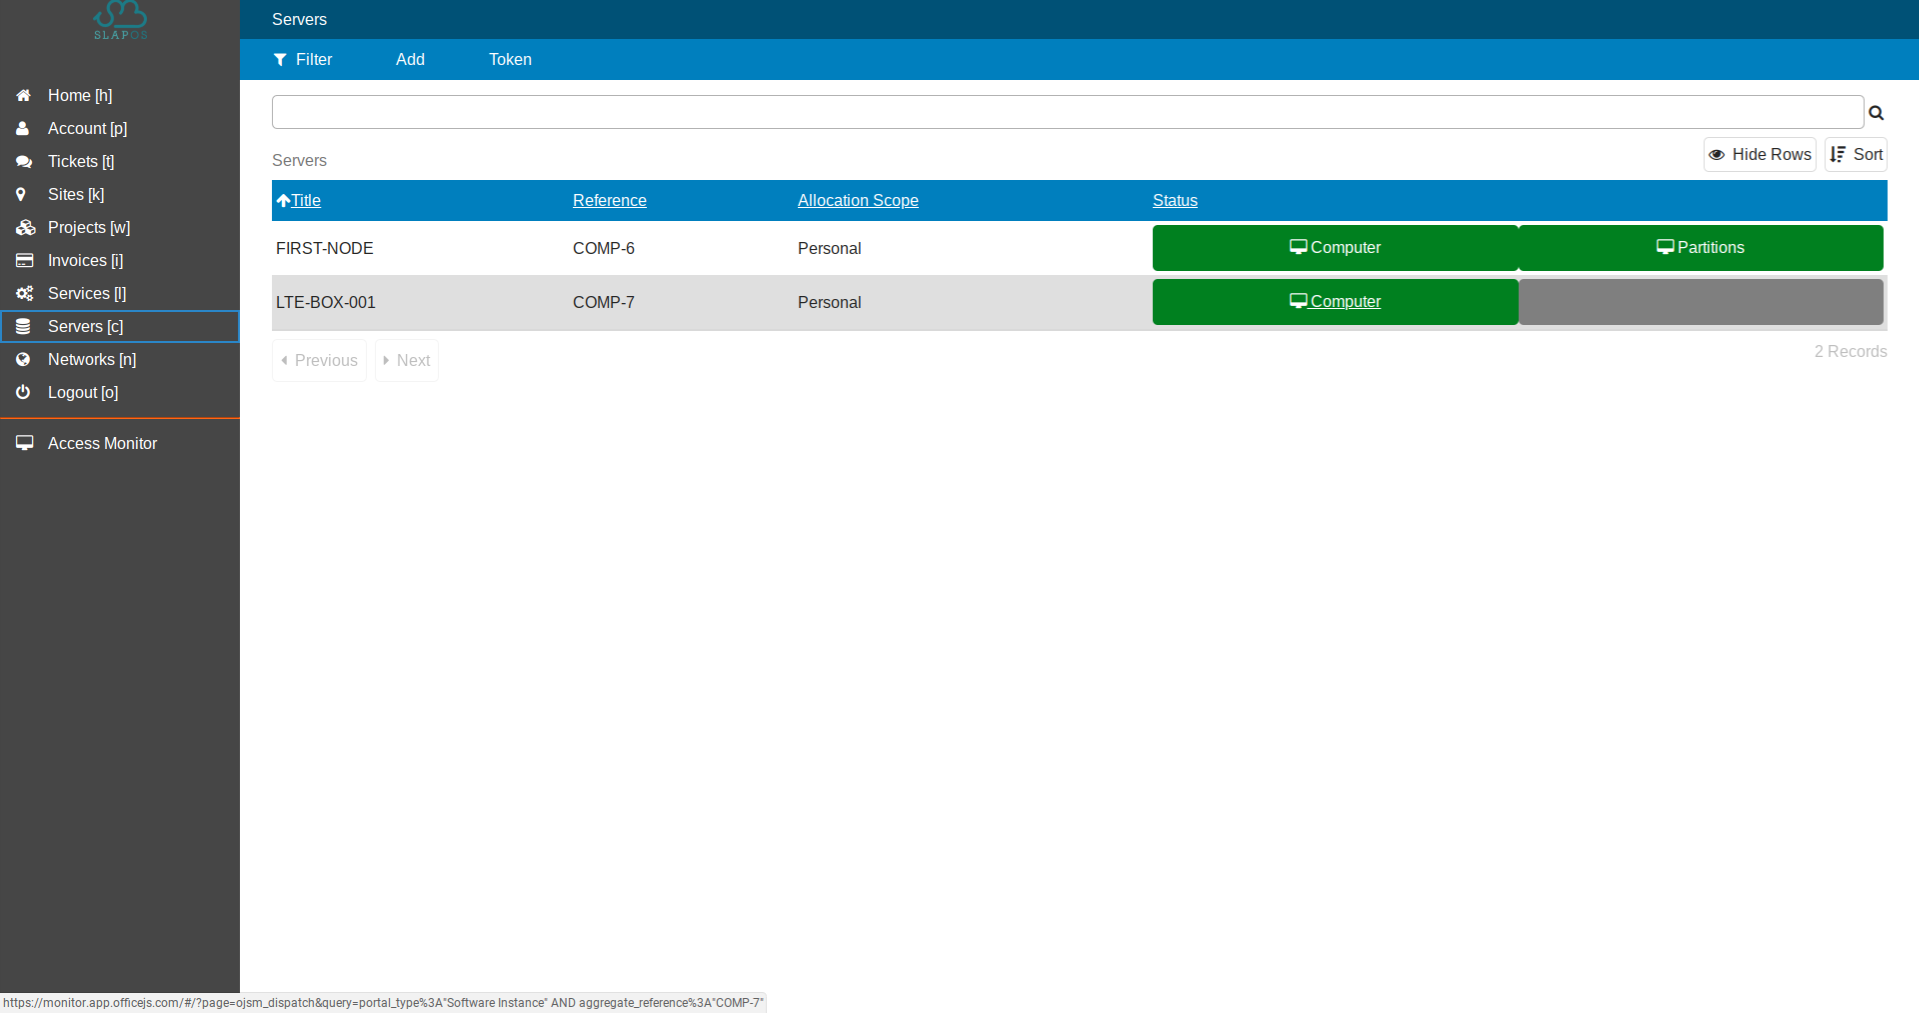 SLAPOS
Servers
Filter Add Token
Home [h]
Account [p]
Tickets [t]
Sites [k]
Projects [w]
Invoices [i]
Services [l]
Servers [c]
Networks [n]
Logout [o]
Access Monitor
Servers
Hide Rows Sort
Title Reference Allocation Scope Status
FIRST-NODE COMP-6 Personal Computer Partitions
LTE-BOX-001 COMP-7 Personal Computer
Previous Next
2 Records
https://monitor.app.officejs.com/#/?page=ojsm_dispatch&query=portal_type%3A"Software Instance" AND aggregate_reference%3A"COMP-7"